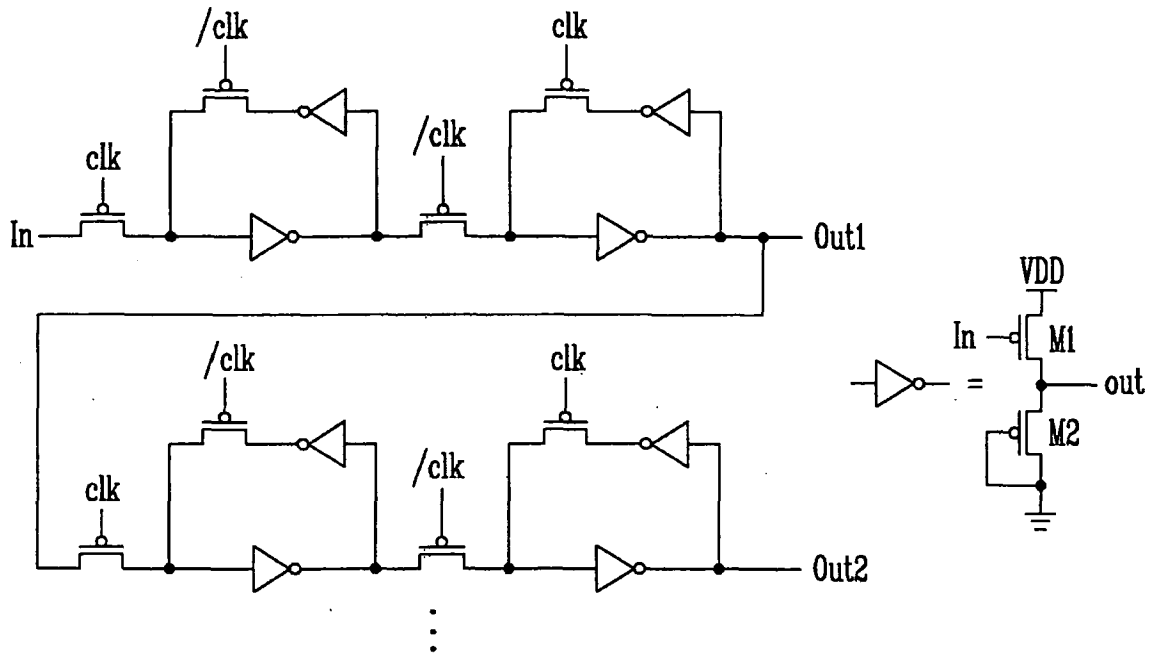 /clk
clk
clk
/clk
In
Out1
/clk
clk
clk
/clk
Out2
VDD
In
M1
=
out
M2